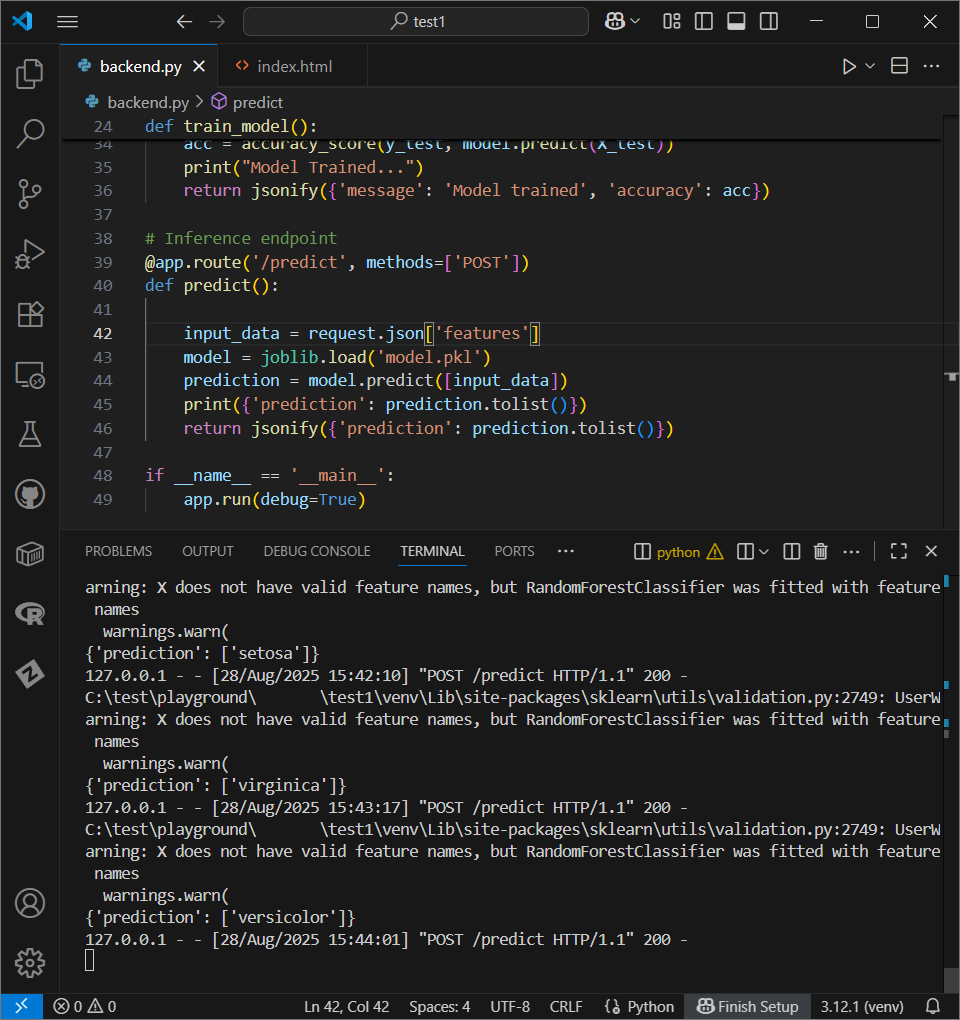 test1
backend.py
index.html
backend.py > predict
24 def train_model():
34 acc = accuracy_score(y_test, model.predict(X_test))
35 print("Model Trained...")
36 return jsonify({'message': 'Model trained', 'accuracy': acc})
37
38 # Inference endpoint
39 @app.route('/predict', methods=['POST'])
40 def predict():
41
42 input_data = request.json['features']
43 model = joblib.load('model.pkl')
44 prediction = model.predict([input_data])
45 print({'prediction': prediction.tolist()})
46 return jsonify({'prediction': prediction.tolist()})
47
48 if __name__ == '__main__':
49 app.run(debug=True)
PROBLEMS OUTPUT DEBUG CONSOLE TERMINAL PORTS ... python
arning: X does not have valid feature names, but RandomForestClassifier was fitted with feature
names
warnings.warn(
{'prediction': ['setosa']}
127.0.0.1 - - [28/Aug/2025 15:42:10] "POST /predict HTTP/1.1" 200 -
C:\test\playground\ \test1\venv\Lib\site-packages\sklearn\utils\validation.py:2749: UserW
arning: X does not have valid feature names, but RandomForestClassifier was fitted with feature
names
warnings.warn(
{'prediction': ['virginica']}
127.0.0.1 - - [28/Aug/2025 15:43:17] "POST /predict HTTP/1.1" 200 -
C:\test\playground\ \test1\venv\Lib\site-packages\sklearn\utils\validation.py:2749: UserW
arning: X does not have valid feature names, but RandomForestClassifier was fitted with feature
names
warnings.warn(
{'prediction': ['versicolor']}
127.0.0.1 - - [28/Aug/2025 15:44:01] "POST /predict HTTP/1.1" 200 -
0 0 Ln 42, Col 42 Spaces: 4 UTF-8 CRLF Python Finish Setup 3.12.1 (venv)